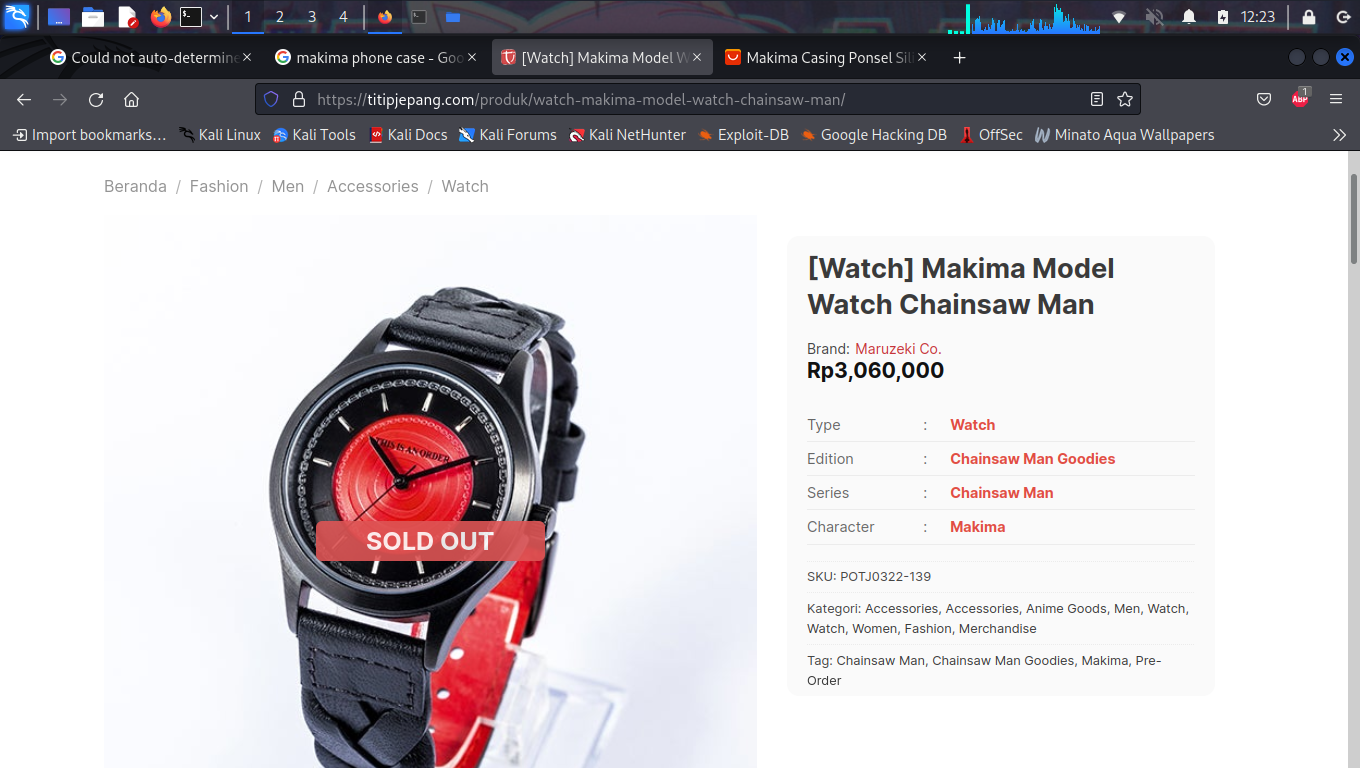 1 2 3 4 12:23
Could not auto-determine
makima phone case - Goo
[Watch] Makima Model W
Makima Casing Ponsel Sili
https://titipjepang.com/produk/watch-makima-model-watch-chainsaw-man/
1
ABP
Import bookmarks… Kali Linux Kali Tools Kali Docs Kali Forums Kali NetHunter Exploit-DB Google Hacking DB OffSec Minato Aqua Wallpapers
Beranda / Fashion / Men / Accessories / Watch
THIS IS AN ORDER
SOLD OUT
[Watch] Makima Model
Watch Chainsaw Man
Brand: Maruzeki Co.
Rp3,060,000
Type : Watch
Edition : Chainsaw Man Goodies
Series : Chainsaw Man
Character : Makima
SKU: POTJ0322-139
Kategori: Accessories, Accessories, Anime Goods, Men, Watch,
Watch, Women, Fashion, Merchandise
Tag: Chainsaw Man, Chainsaw Man Goodies, Makima, Pre-
Order